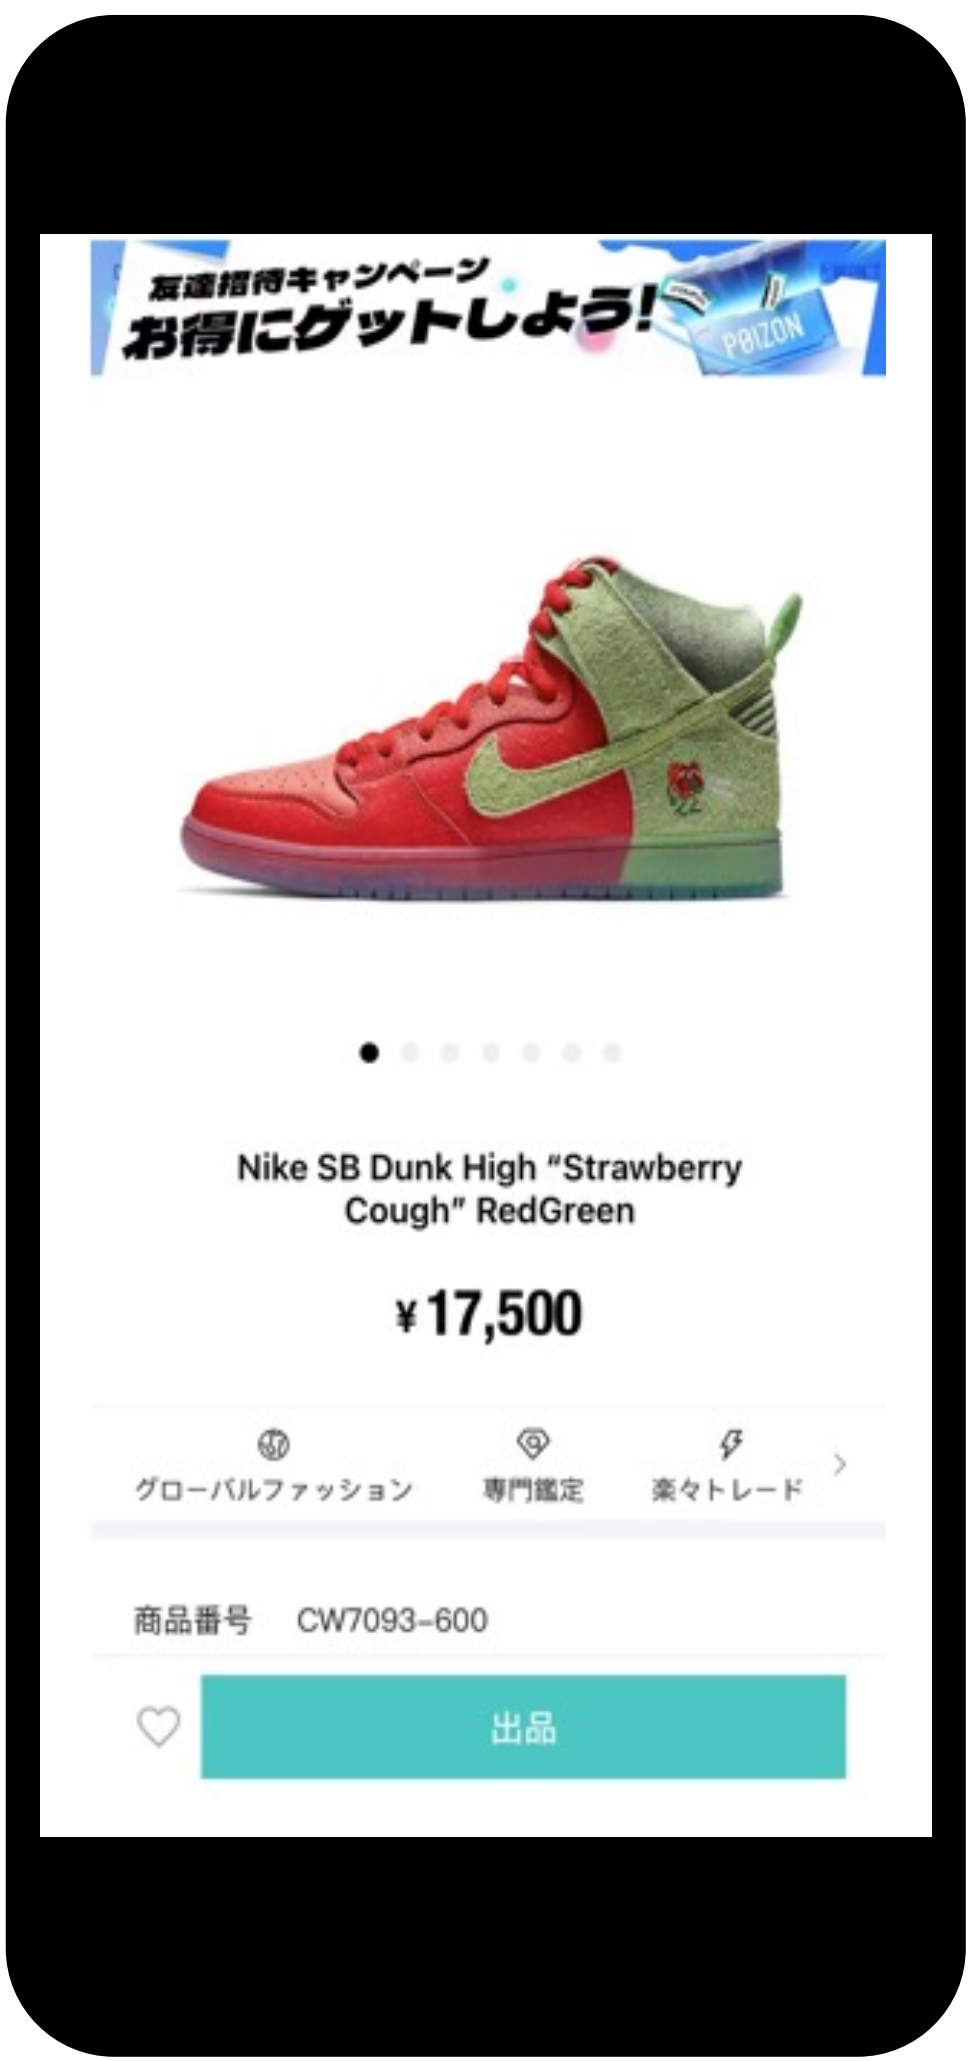 友達招待キャンペーン
お得にゲットしよう!
POIZON
Nike SB Dunk High “Strawberry
Cough” RedGreen
¥17,500
グローバルファッション 専門鑑定 楽々トレード
商品番号 CW7093-600
出品